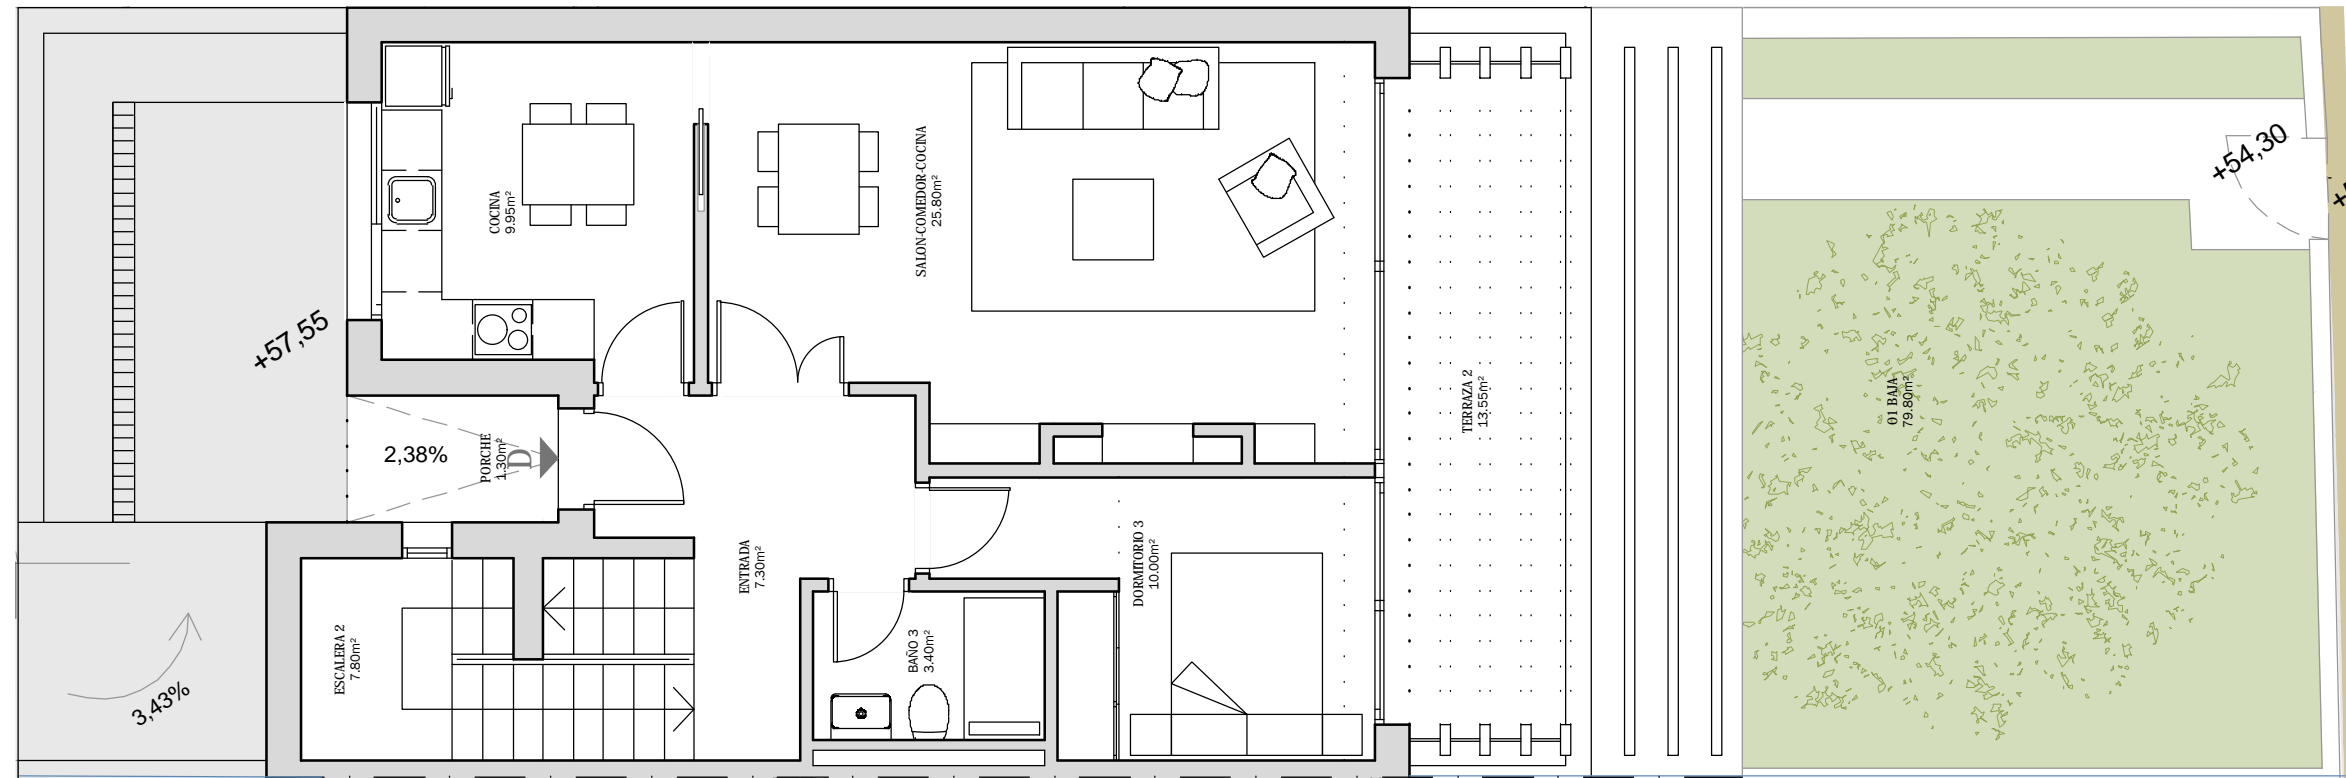 COCINA
9.95m²
SALON-COMEDOR-COCINA
25.80m²
+54,30
+57,55
TERRAZA 2
13.55m²
01 BAJA
79.80m²
2,38%
PORCHE
1.30m²
D
ENTRADA
7.30m²
DORMITORIO 3
10.00m²
ESCALERA 2
7.80m²
BAÑO 3
3.40m²
3,43%